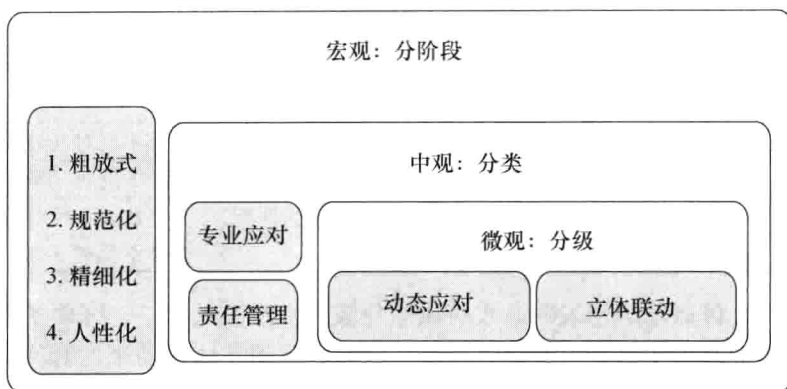 宏观：分阶段
1. 粗放式
2. 规范化
3. 精细化
4. 人性化
中观：分类
专业应对
责任管理
微观：分级
动态应对
立体联动